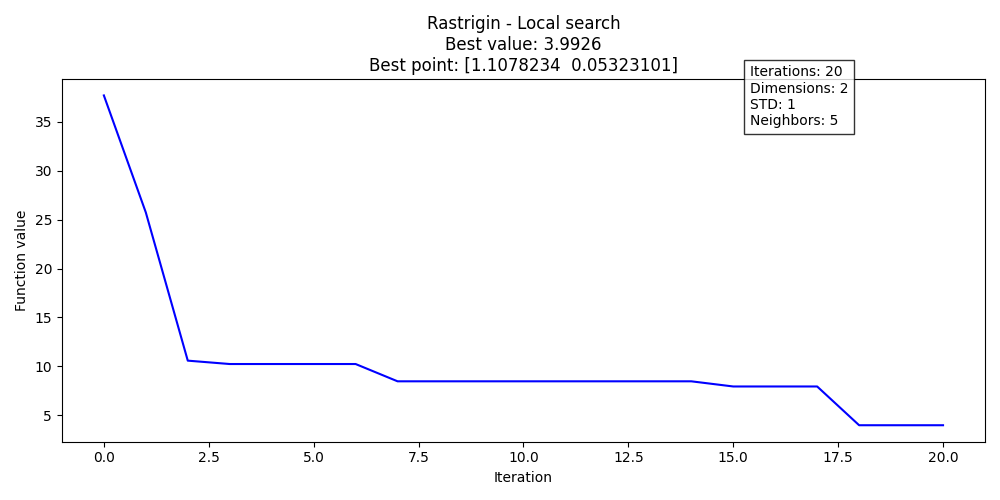 Rastrigin - Local search
Best value: 3.9926
Best point: [1.1078234 0.05323101]
Iterations: 20
Dimensions: 2
STD: 1
Neighbors: 5
Function value
35
30
25
20
15
10
5
0.0 2.5 5.0 7.5 10.0 12.5 15.0 17.5 20.0
Iteration